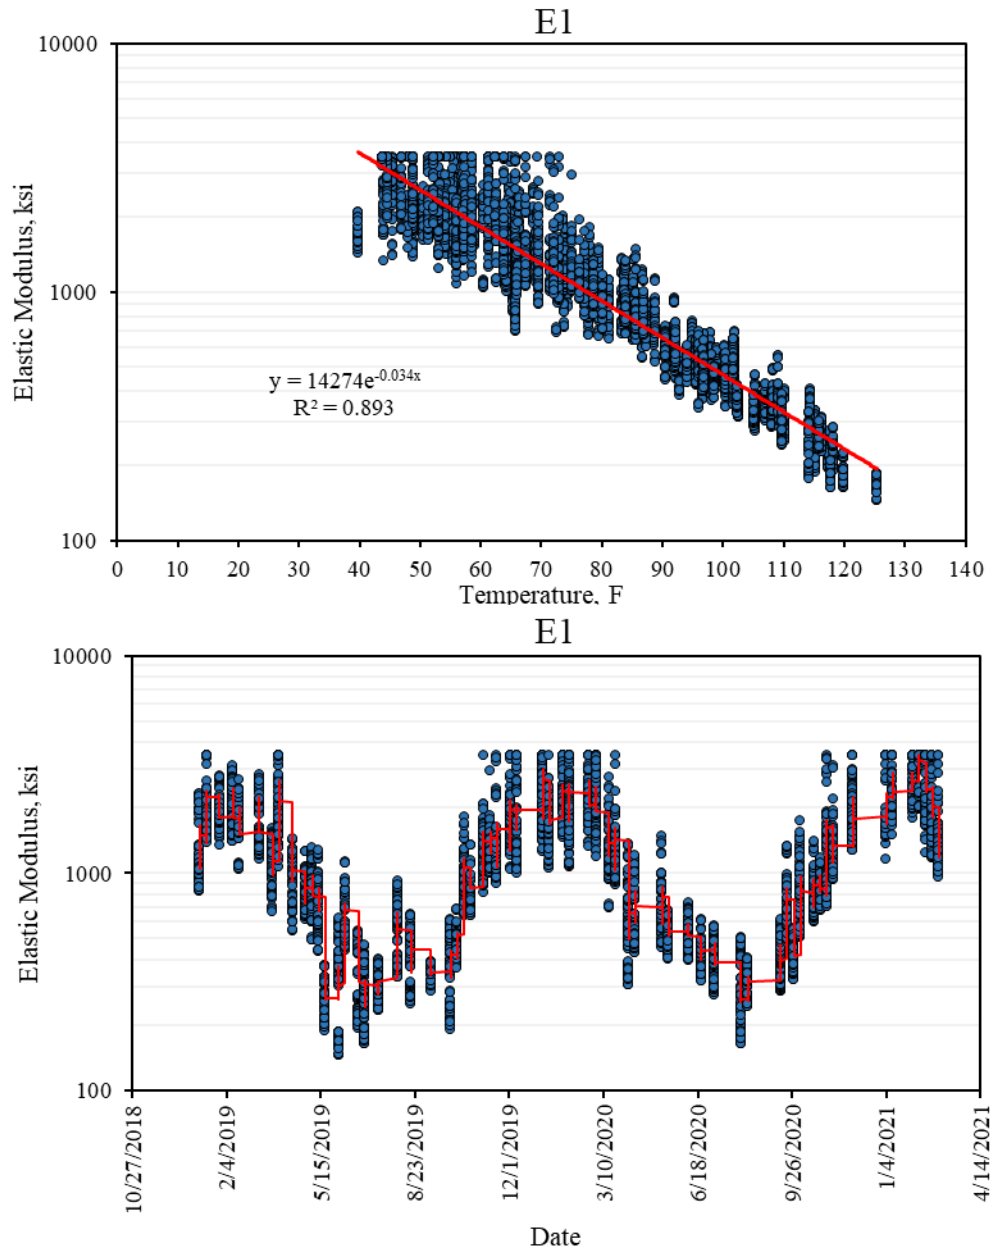 E1
10000
1000
100
Elastic Modulus, ksi
y = 14274e^-0.034x
R² = 0.893
0 10 20 30 40 50 60 70 80 90 100 110 120 130 140
Temperature, F
E1
10000
1000
100
Elastic Modulus, ksi
10/27/2018
2/4/2019
5/15/2019
8/23/2019
12/1/2019
3/10/2020
6/18/2020
9/26/2020
1/4/2021
4/14/2021
Date